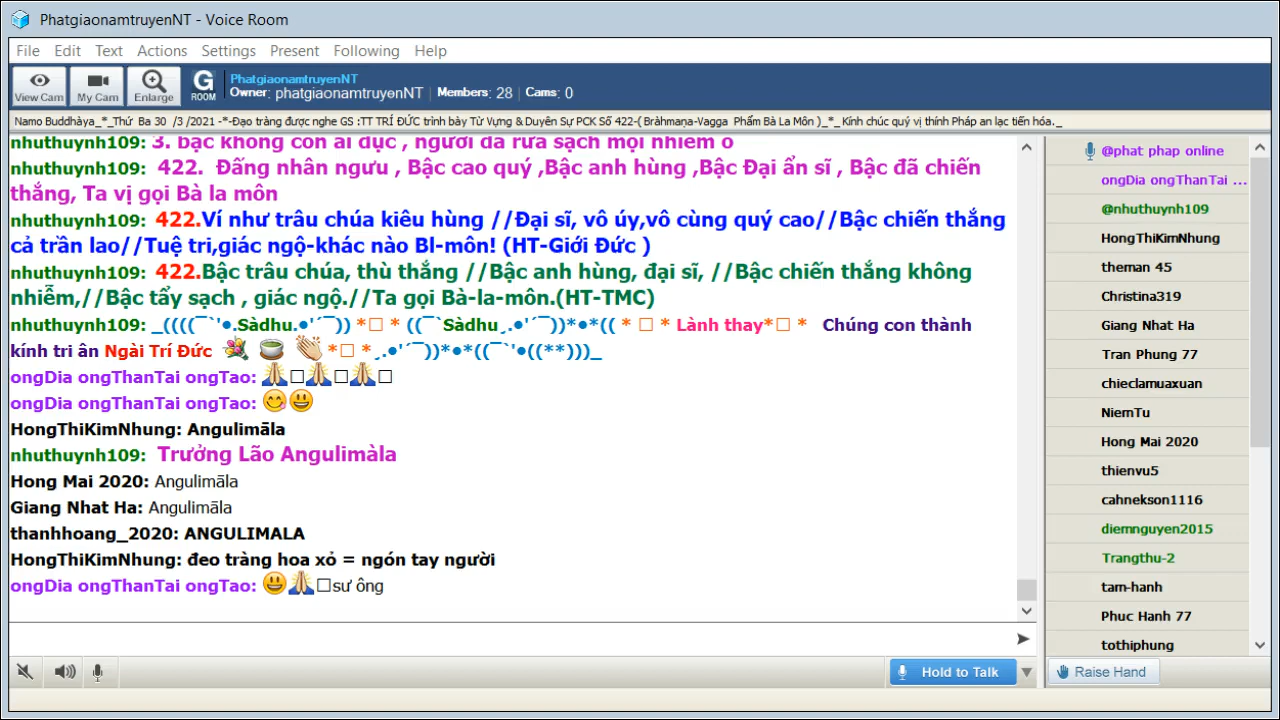 PhatgiaonamtruyenNT - Voice Room
File Edit Text Actions Settings Present Following Help
View Cam My Cam Enlarge G ROOM
PhatgiaonamtruyenNT
Owner: phatgiaonamtruyenNT | Members: 28 | Cams: 0
Namo Buddhàya_*_Thứ Ba 30 /3 /2021 -*-Đạo tràng được nghe GS :TT TRÍ ĐỨC trình bày Từ Vựng & Duyên Sự PCK Số 422-( Bràhmaṇa-Vagga Phẩm Bà La Môn )_*_ Kính chúc quý vị thính Pháp an lạc tiến hóa._
nhuthuynh109: 3. bậc không còn ái dục , người đã rửa sạch mọi nhiễm ô
nhuthuynh109: 422. Đấng nhân ngưu , Bậc cao quý ,Bậc anh hùng ,Bậc Đại ẩn sĩ , Bậc đã chiến
thắng, Ta vị gọi Bà la môn
nhuthuynh109: 422.Ví như trâu chúa kiêu hùng //Đại sĩ, vô úy,vô cùng quý cao//Bậc chiến thắng
cả trần lao//Tuệ tri,giác ngộ-khác nào Bl-môn! (HT-Giới Đức )
nhuthuynh109: 422.Bậc trâu chúa, thù thắng //Bậc anh hùng, đại sĩ, //Bậc chiến thắng không
nhiễm,//Bậc tẩy sạch , giác ngộ.//Ta gọi Bà-la-môn.(HT-TMC)
nhuthuynh109: _((((¯`'•.Sàdhu.•'´¯)) *□ * ((¯`Sàdhu¸.•'´¯))*•*(( * □ * Lành thay*□ * Chúng con thành
kính tri ân Ngài Trí Đức 💐 🍵 👏 *□ *¸.•'´¯))*•*((¯`'•((**)))_
ongDia ongThanTai ongTao: 🙏□🙏□🙏□
ongDia ongThanTai ongTao: 😋😃
HongThiKimNhung: Angulimāla
nhuthuynh109: Trưởng Lão Angulimàla
Hong Mai 2020: Angulimāla
Giang Nhat Ha: Angulimāla
thanhhoang_2020: ANGULIMALA
HongThiKimNhung: đeo tràng hoa xỏ = ngón tay người
ongDia ongThanTai ongTao: 😃🙏□sư ông
@phat phap online
ongDia ongThanTai ...
@nhuthuynh109
HongThiKimNhung
theman 45
Christina319
Giang Nhat Ha
Tran Phung 77
chieclamuaxuan
NiemTu
Hong Mai 2020
thienvu5
cahnekson1116
diemnguyen2015
Trangthu-2
tam-hanh
Phuc Hanh 77
tothiphung
Hold to Talk
Raise Hand